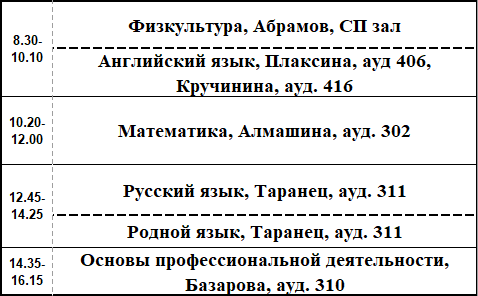 8.30-
10.10
Физкультура, Абрамов, СП зал
Английский язык, Плаксина, ауд 406,
Кручинина, ауд. 416
10.20-
12.00
Математика, Алмашина, ауд. 302
12.45-
14.25
Русский язык, Таранец, ауд. 311
Родной язык, Таранец, ауд. 311
14.35-
16.15
Основы профессиональной деятельности,
Базарова, ауд. 310